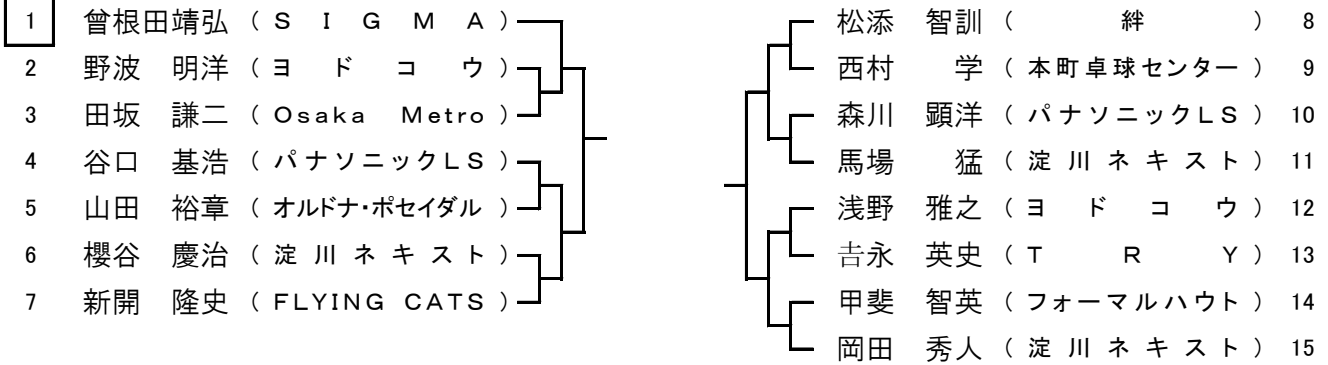 1 曾根田靖弘 ( SIGMA )
2 野波 明洋 ( ヨドコウ )
3 田坂 謙二 ( Osaka Metro )
4 谷口 基浩 ( パナソニックLS )
5 山田 裕章 ( オルドナ・ポセイダル )
6 櫻谷 慶治 ( 淀川ネキスト )
7 新開 隆史 ( FLYING CATS )
松添 智訓 ( 絆 ) 8
西村 学 ( 本町卓球センター ) 9
森川 顕洋 ( パナソニックLS ) 10
馬場 猛 ( 淀川ネキスト ) 11
浅野 雅之 ( ヨドコウ ) 12
𠮷永 英史 ( TRY ) 13
甲斐 智英 ( フォーマルハウト ) 14
岡田 秀人 ( 淀川ネキスト ) 15